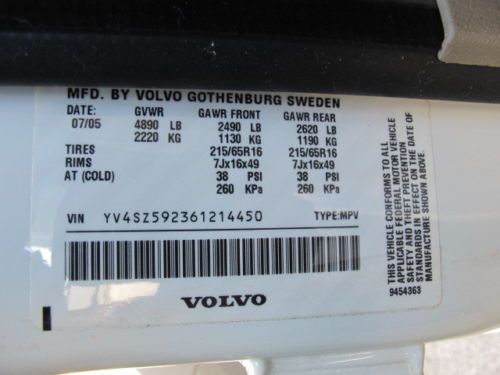 MFD. BY VOLVO GOTHENBURG SWEDEN
DATE: GVWR GAWR FRONT GAWR REAR
07/05 4890 LB 2490 LB 2620 LB
2220 KG 1130 KG 1190 KG
TIRES 215/65R16 215/65R16
RIMS 7Jx16x49 7Jx16x49
AT (COLD) 38 PSI 38 PSI
260 KPa 260 KPa
VIN YV4SZ592361214450 TYPE:MPV
VOLVO
THIS VEHICLE CONFORMS TO ALL
APPLICABLE FEDERAL MOTOR VEHICLE
SAFETY AND THEFT PREVENTION
STANDARDS IN EFFECT ON THE DATE OF
MANUFACTURE SHOWN ABOVE.
9454363